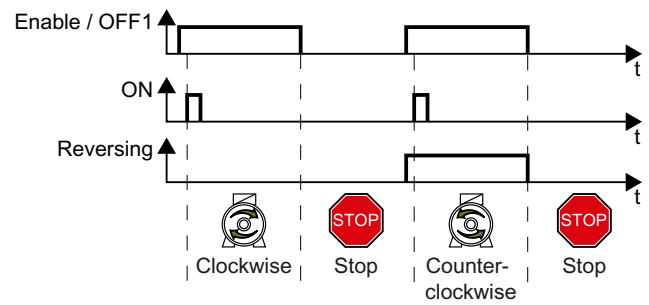 Enable / OFF1
t
ON
t
Reversing
t
STOP STOP
Clockwise Stop Counter- Stop
clockwise